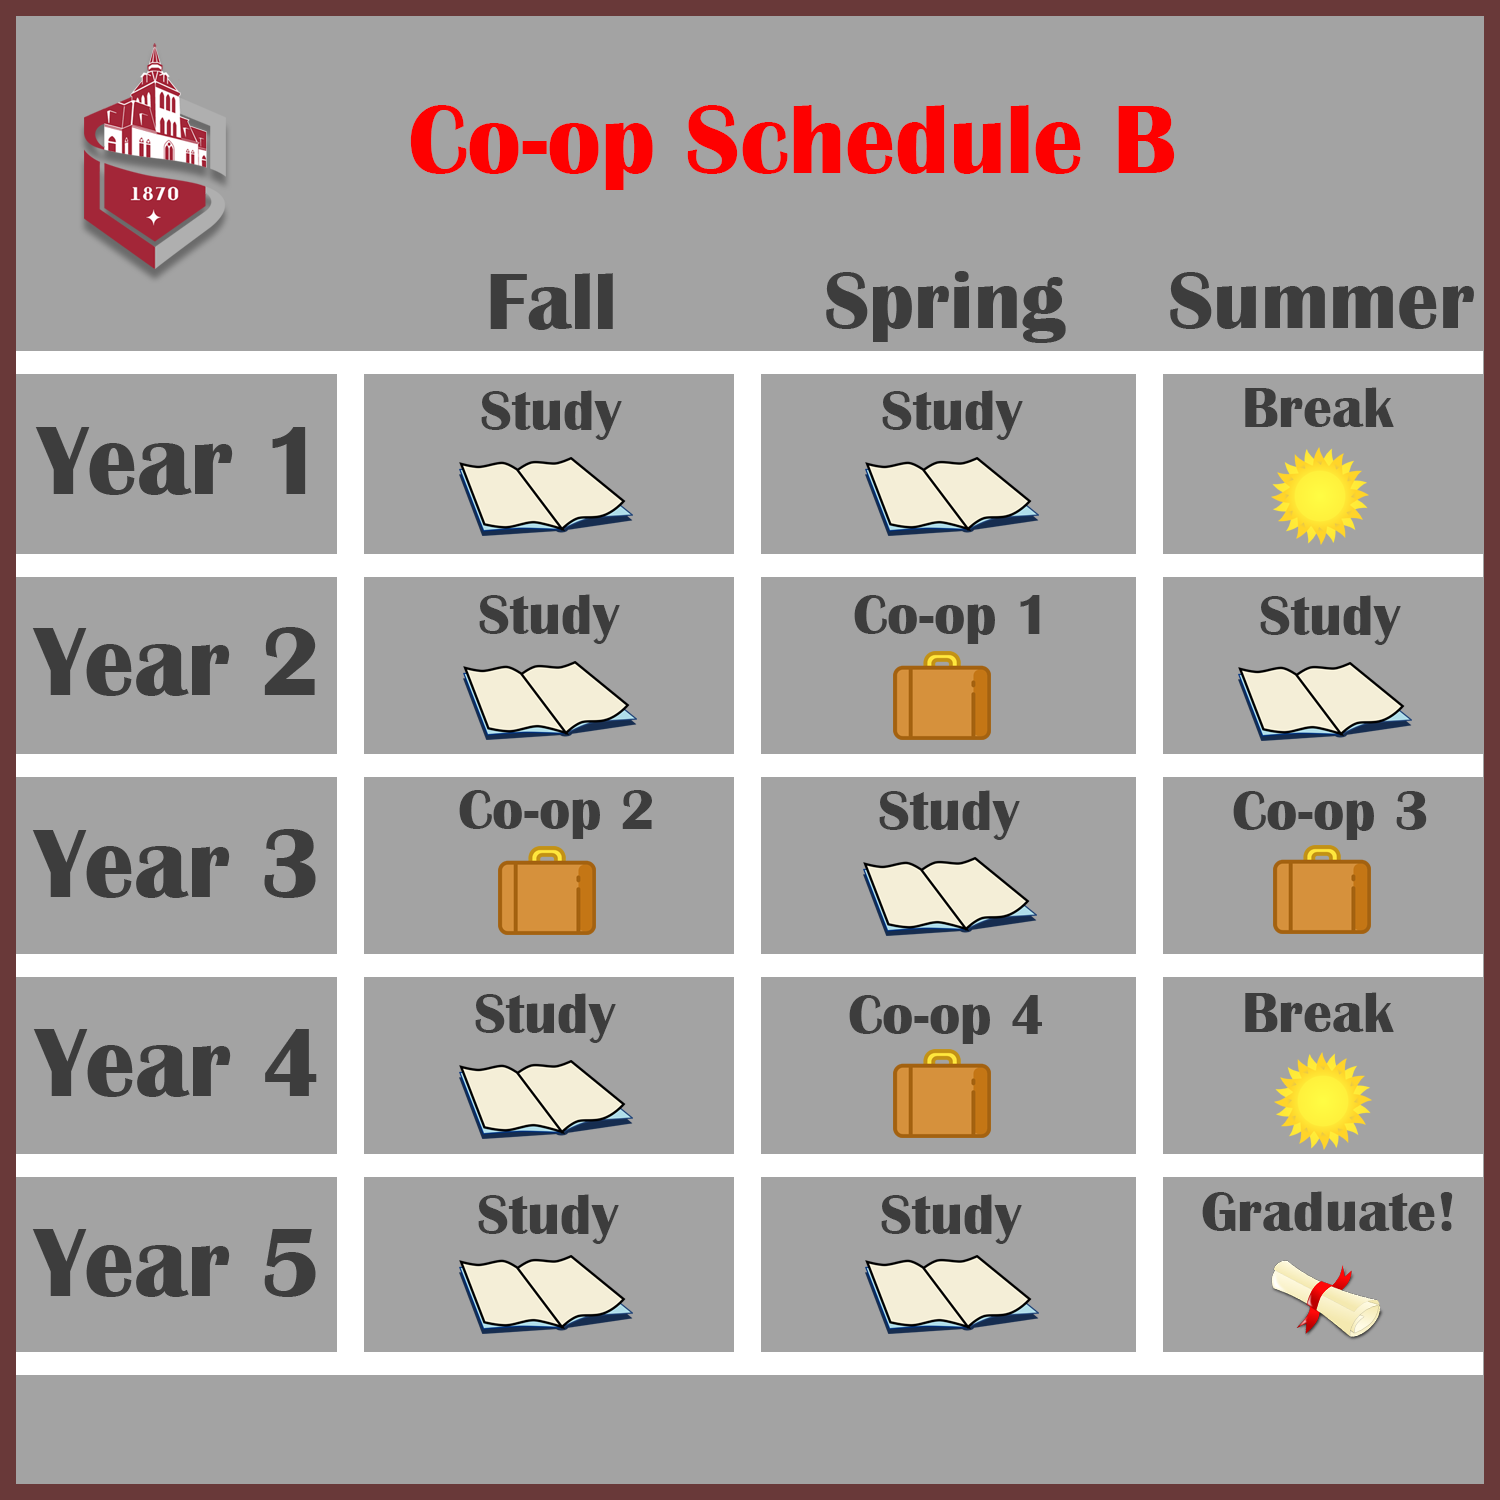 1870
Co-op Schedule B
Fall Spring Summer
Year 1 Study Study Break
Year 2 Study Co-op 1 Study
Year 3 Co-op 2 Study Co-op 3
Year 4 Study Co-op 4 Break
Year 5 Study Study Graduate!